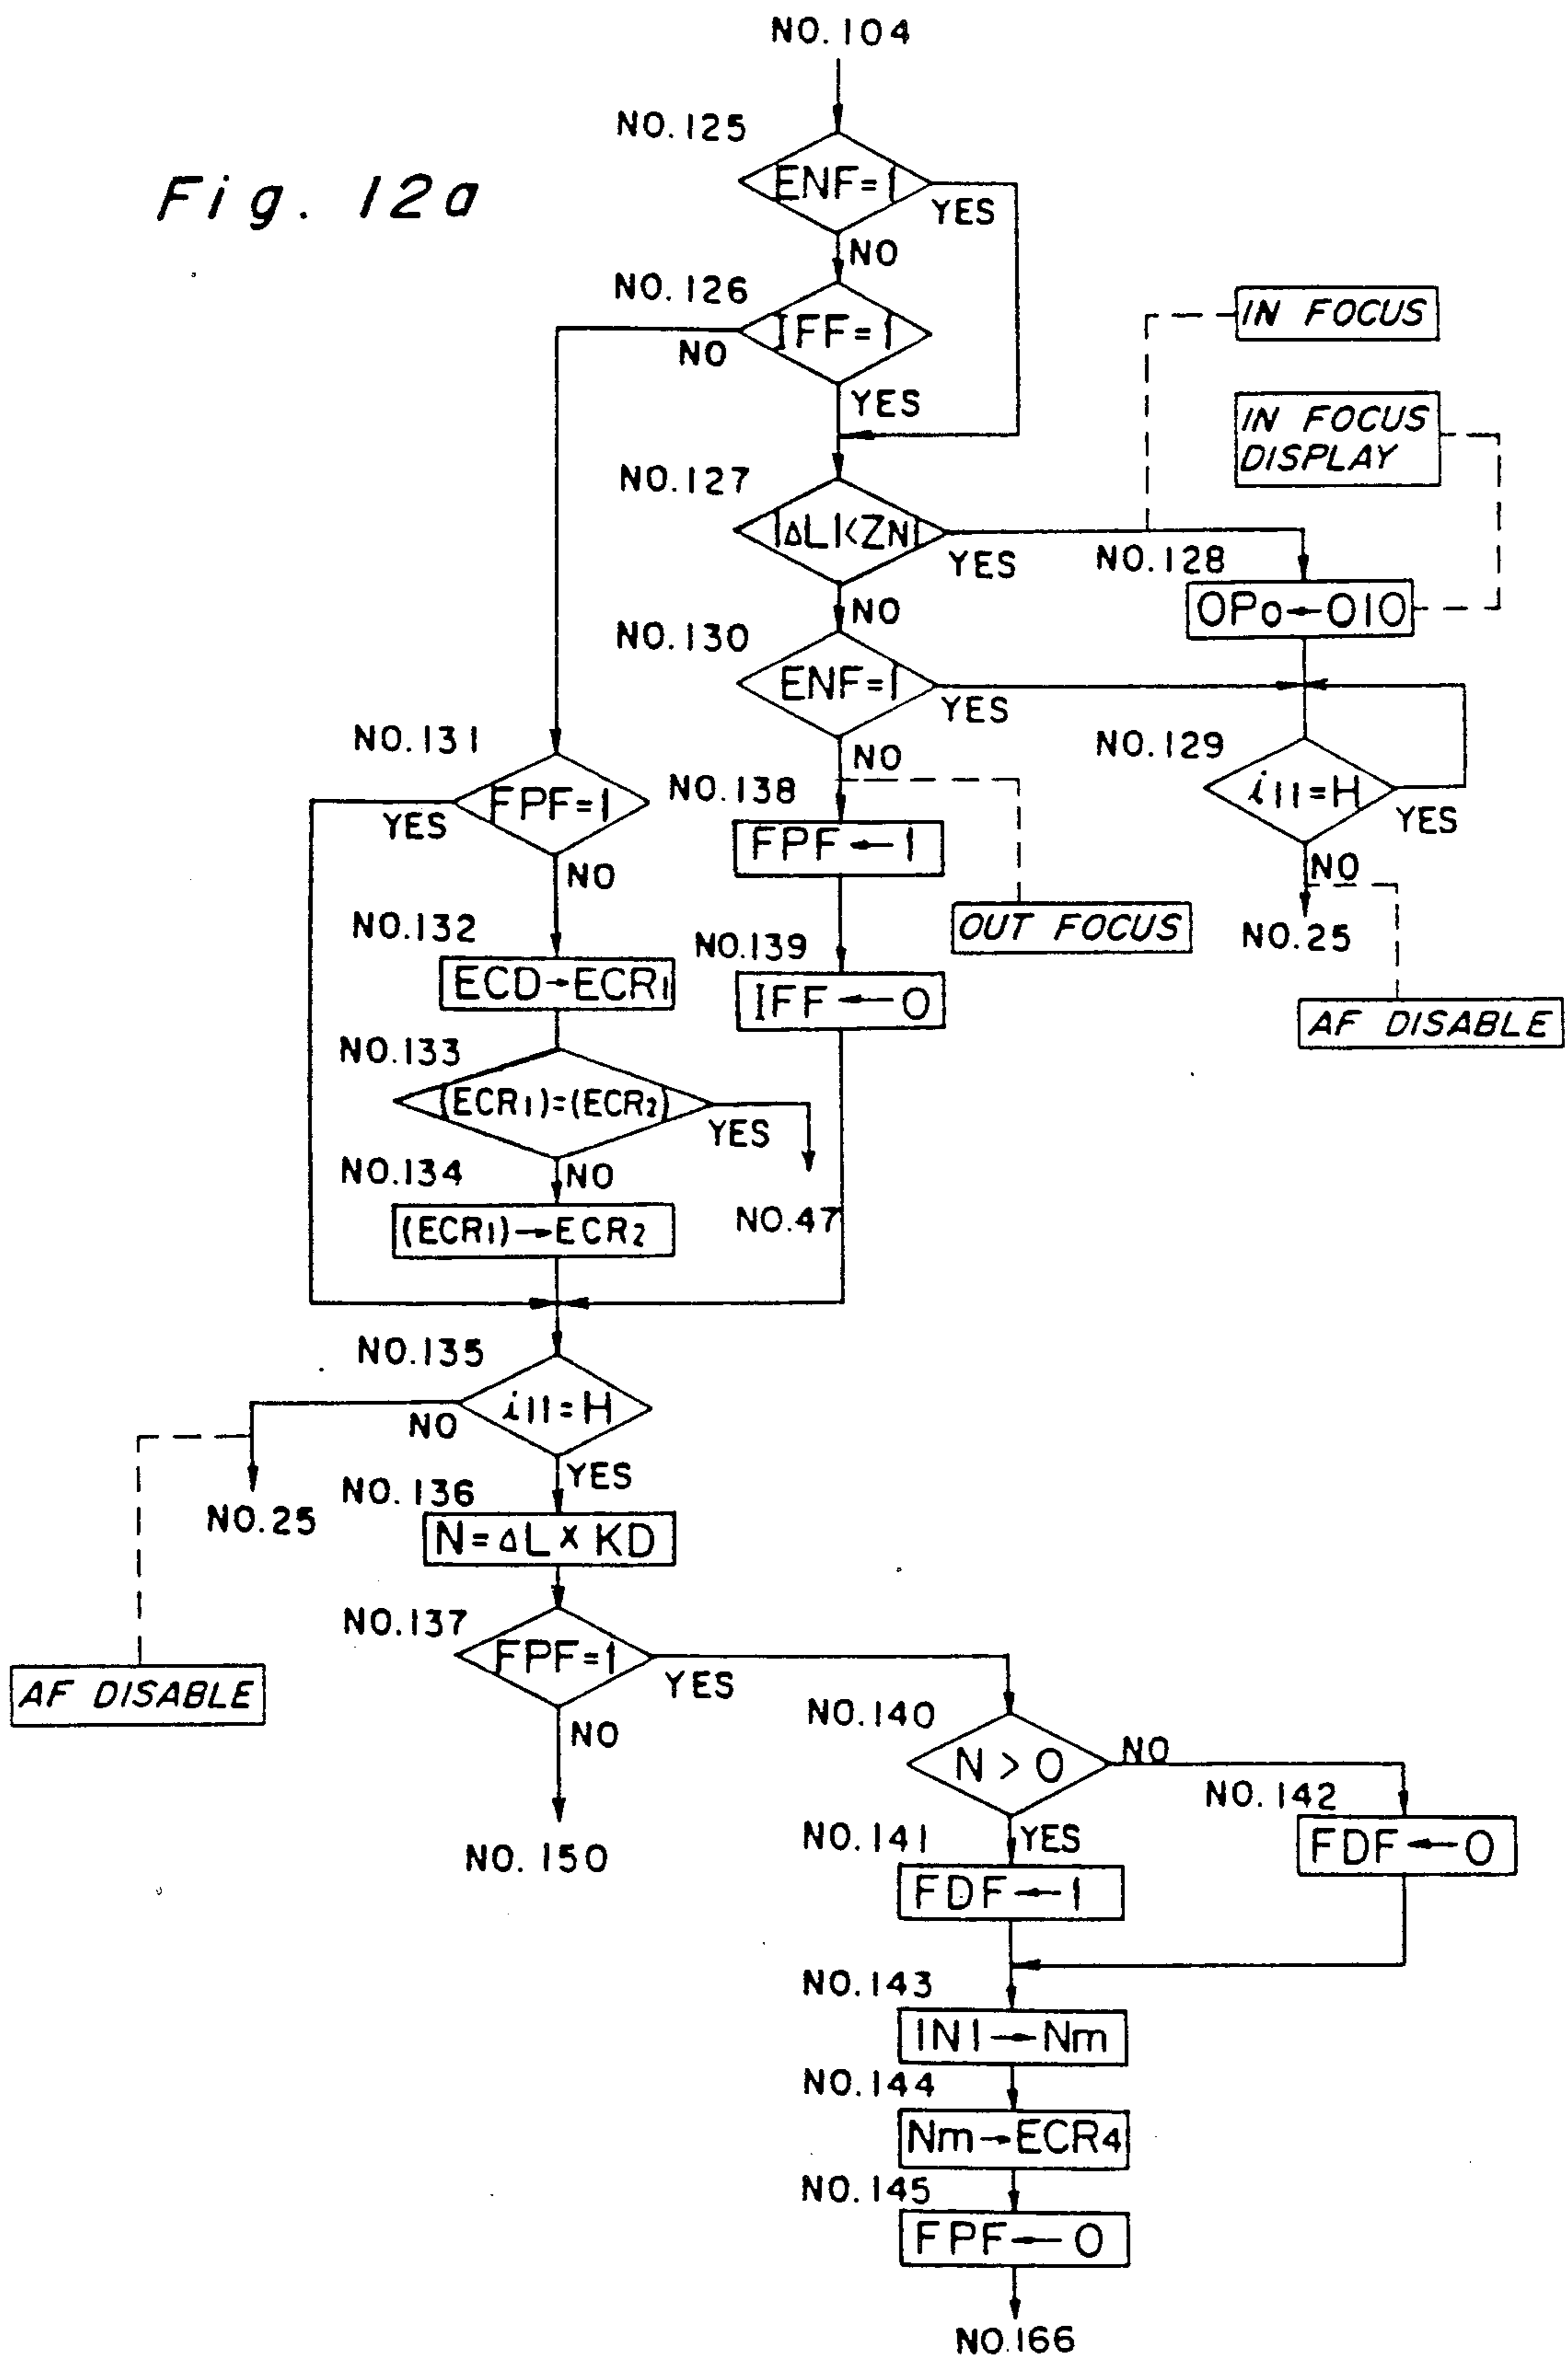 NO. 104
Fig. 12a
NO. 125
ENF=1
YES
NO
NO. 126
IFF=1
NO
YES
IN FOCUS
IN FOCUS
DISPLAY
NO. 127
|ΔL|<ZN
YES
NO
NO. 128
OPo←010
NO. 130
ENF=1
YES
NO
NO. 129
i11=H
YES
NO
NO. 25
AF DISABLE
NO. 131
FPF=1
YES
NO
NO. 138
FPF←1
OUT FOCUS
NO. 139
IFF←0
NO. 132
ECD→ECR1
NO. 133
(ECR1)=(ECR2)
YES
NO
NO. 47
NO. 134
(ECR1)→ECR2
NO. 135
i11=H
NO
YES
NO. 25
AF DISABLE
NO. 136
N=ΔL×KD
NO. 137
FPF=1
YES
NO
NO. 150
NO. 140
N>0
NO
YES
NO. 142
FDF←0
NO. 141
FDF←1
NO. 143
|N|→Nm
NO. 144
Nm→ECR4
NO. 145
FPF←0
NO. 166